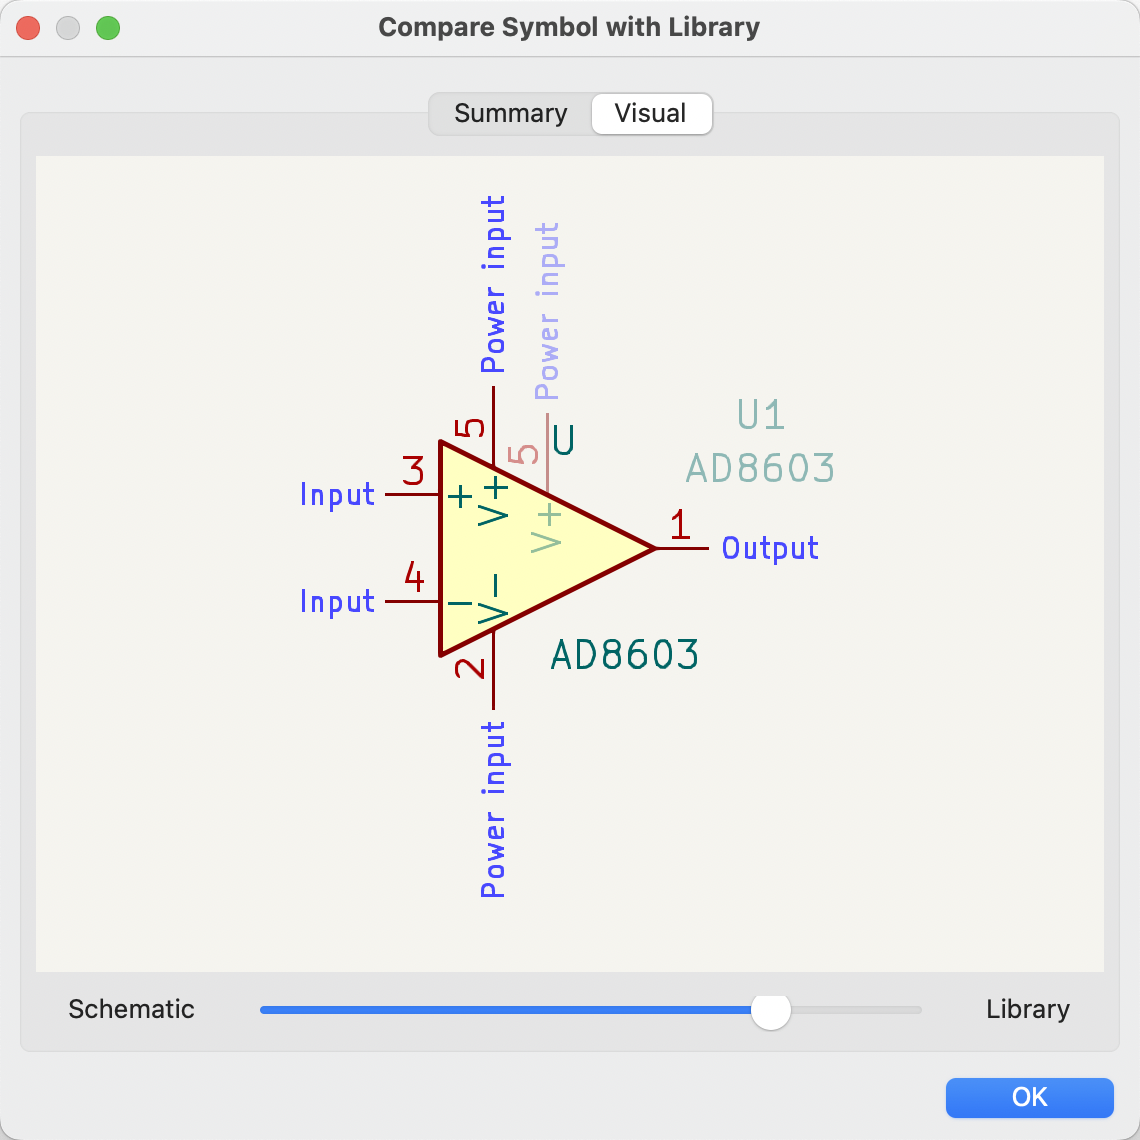 Compare Symbol with Library
Summary
Visual
Power input
Power input
5
5
U
U1
AD8603
3
Input
+
V+
V+
1
Output
4
Input
−
V−
2
AD8603
Power input
Schematic
Library
OK